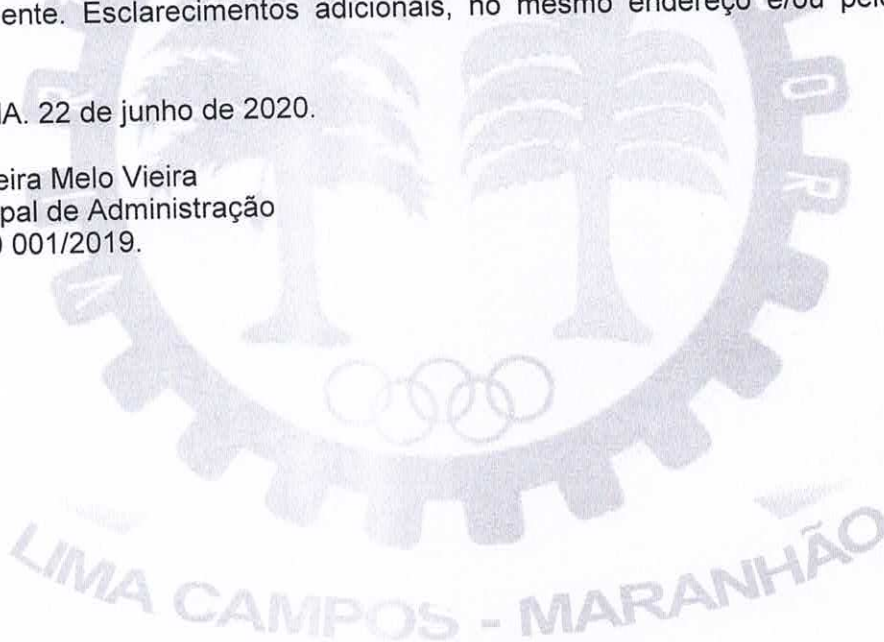 ente. Esclarecimentos adicionais, no mesmo endereço e/ou pelo
IA. 22 de junho de 2020.
eira Melo Vieira
pal de Administração
001/2019.
LIMA CAMPOS - MARANHÃO